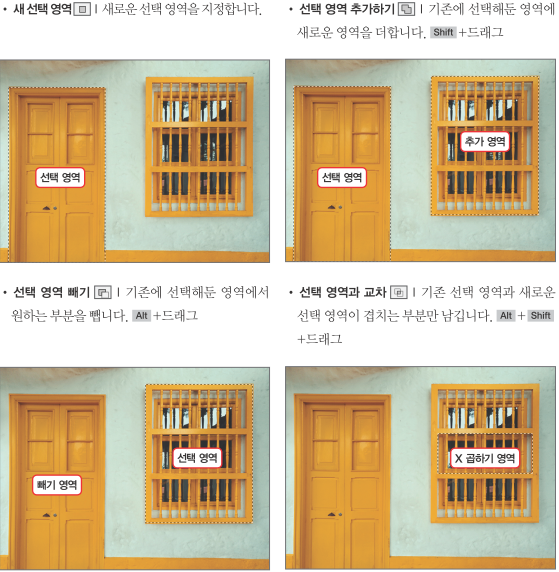 • 새 선택 영역 | 새로운 선택 영역을 지정합니다.
• 선택 영역 추가하기 | 기존에 선택해둔 영역에
새로운 영역을 더합니다. Shift +드래그
선택 영역
선택 영역
추가 영역
• 선택 영역 빼기 | 기존에 선택해둔 영역에서
원하는 부분을 뺍니다. Alt +드래그
• 선택 영역과 교차 | 기존 선택 영역과 새로운
선택 영역이 겹치는 부분만 남깁니다. Alt + Shift
+드래그
빼기 영역
선택 영역
X 곱하기 영역